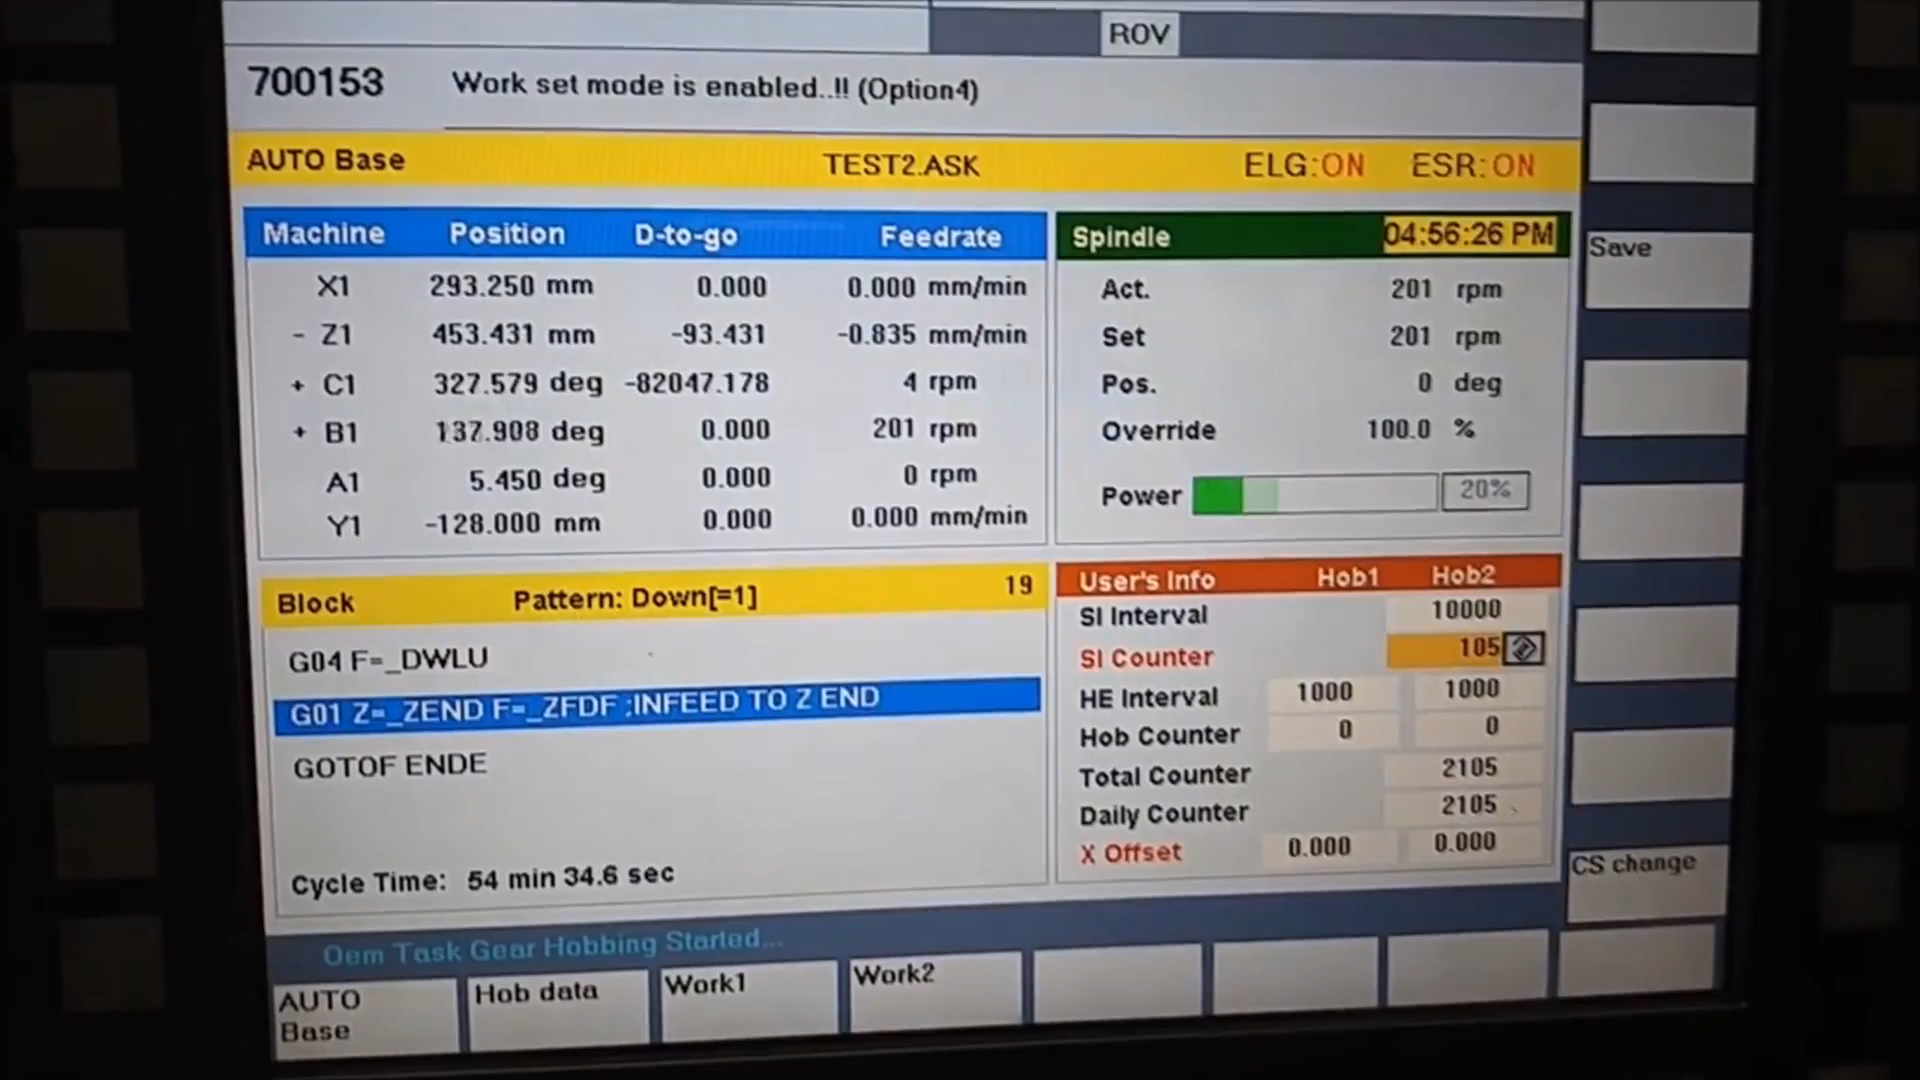 ROV
700153 Work set mode is enabled..!! (Option4)
AUTO Base TEST2.ASK ELG:ON ESR:ON
Machine Position D-to-go Feedrate
X1 293.250 mm 0.000 0.000 mm/min
- Z1 453.431 mm -93.431 -0.835 mm/min
+ C1 327.579 deg -82047.178 4 rpm
+ B1 137.908 deg 0.000 201 rpm
A1 5.450 deg 0.000 0 rpm
Y1 -128.000 mm 0.000 0.000 mm/min
Spindle 04:56:26 PM
Act. 201 rpm
Set 201 rpm
Pos. 0 deg
Override 100.0 %
Power 20%
Save
Block Pattern: Down[=1] 19
G04 F=_DWLU
G01 Z=_ZEND F=_ZFDF ;INFEED TO Z END
GOTOF ENDE
Cycle Time: 54 min 34.6 sec
User's Info Hob1 Hob2
SI Interval 10000
SI Counter 105
HE Interval 1000 1000
Hob Counter 0 0
Total Counter 2105
Daily Counter 2105
X Offset 0.000 0.000
CS change
Oem Task Gear Hobbing Started...
AUTO
Base
Hob data
Work1
Work2